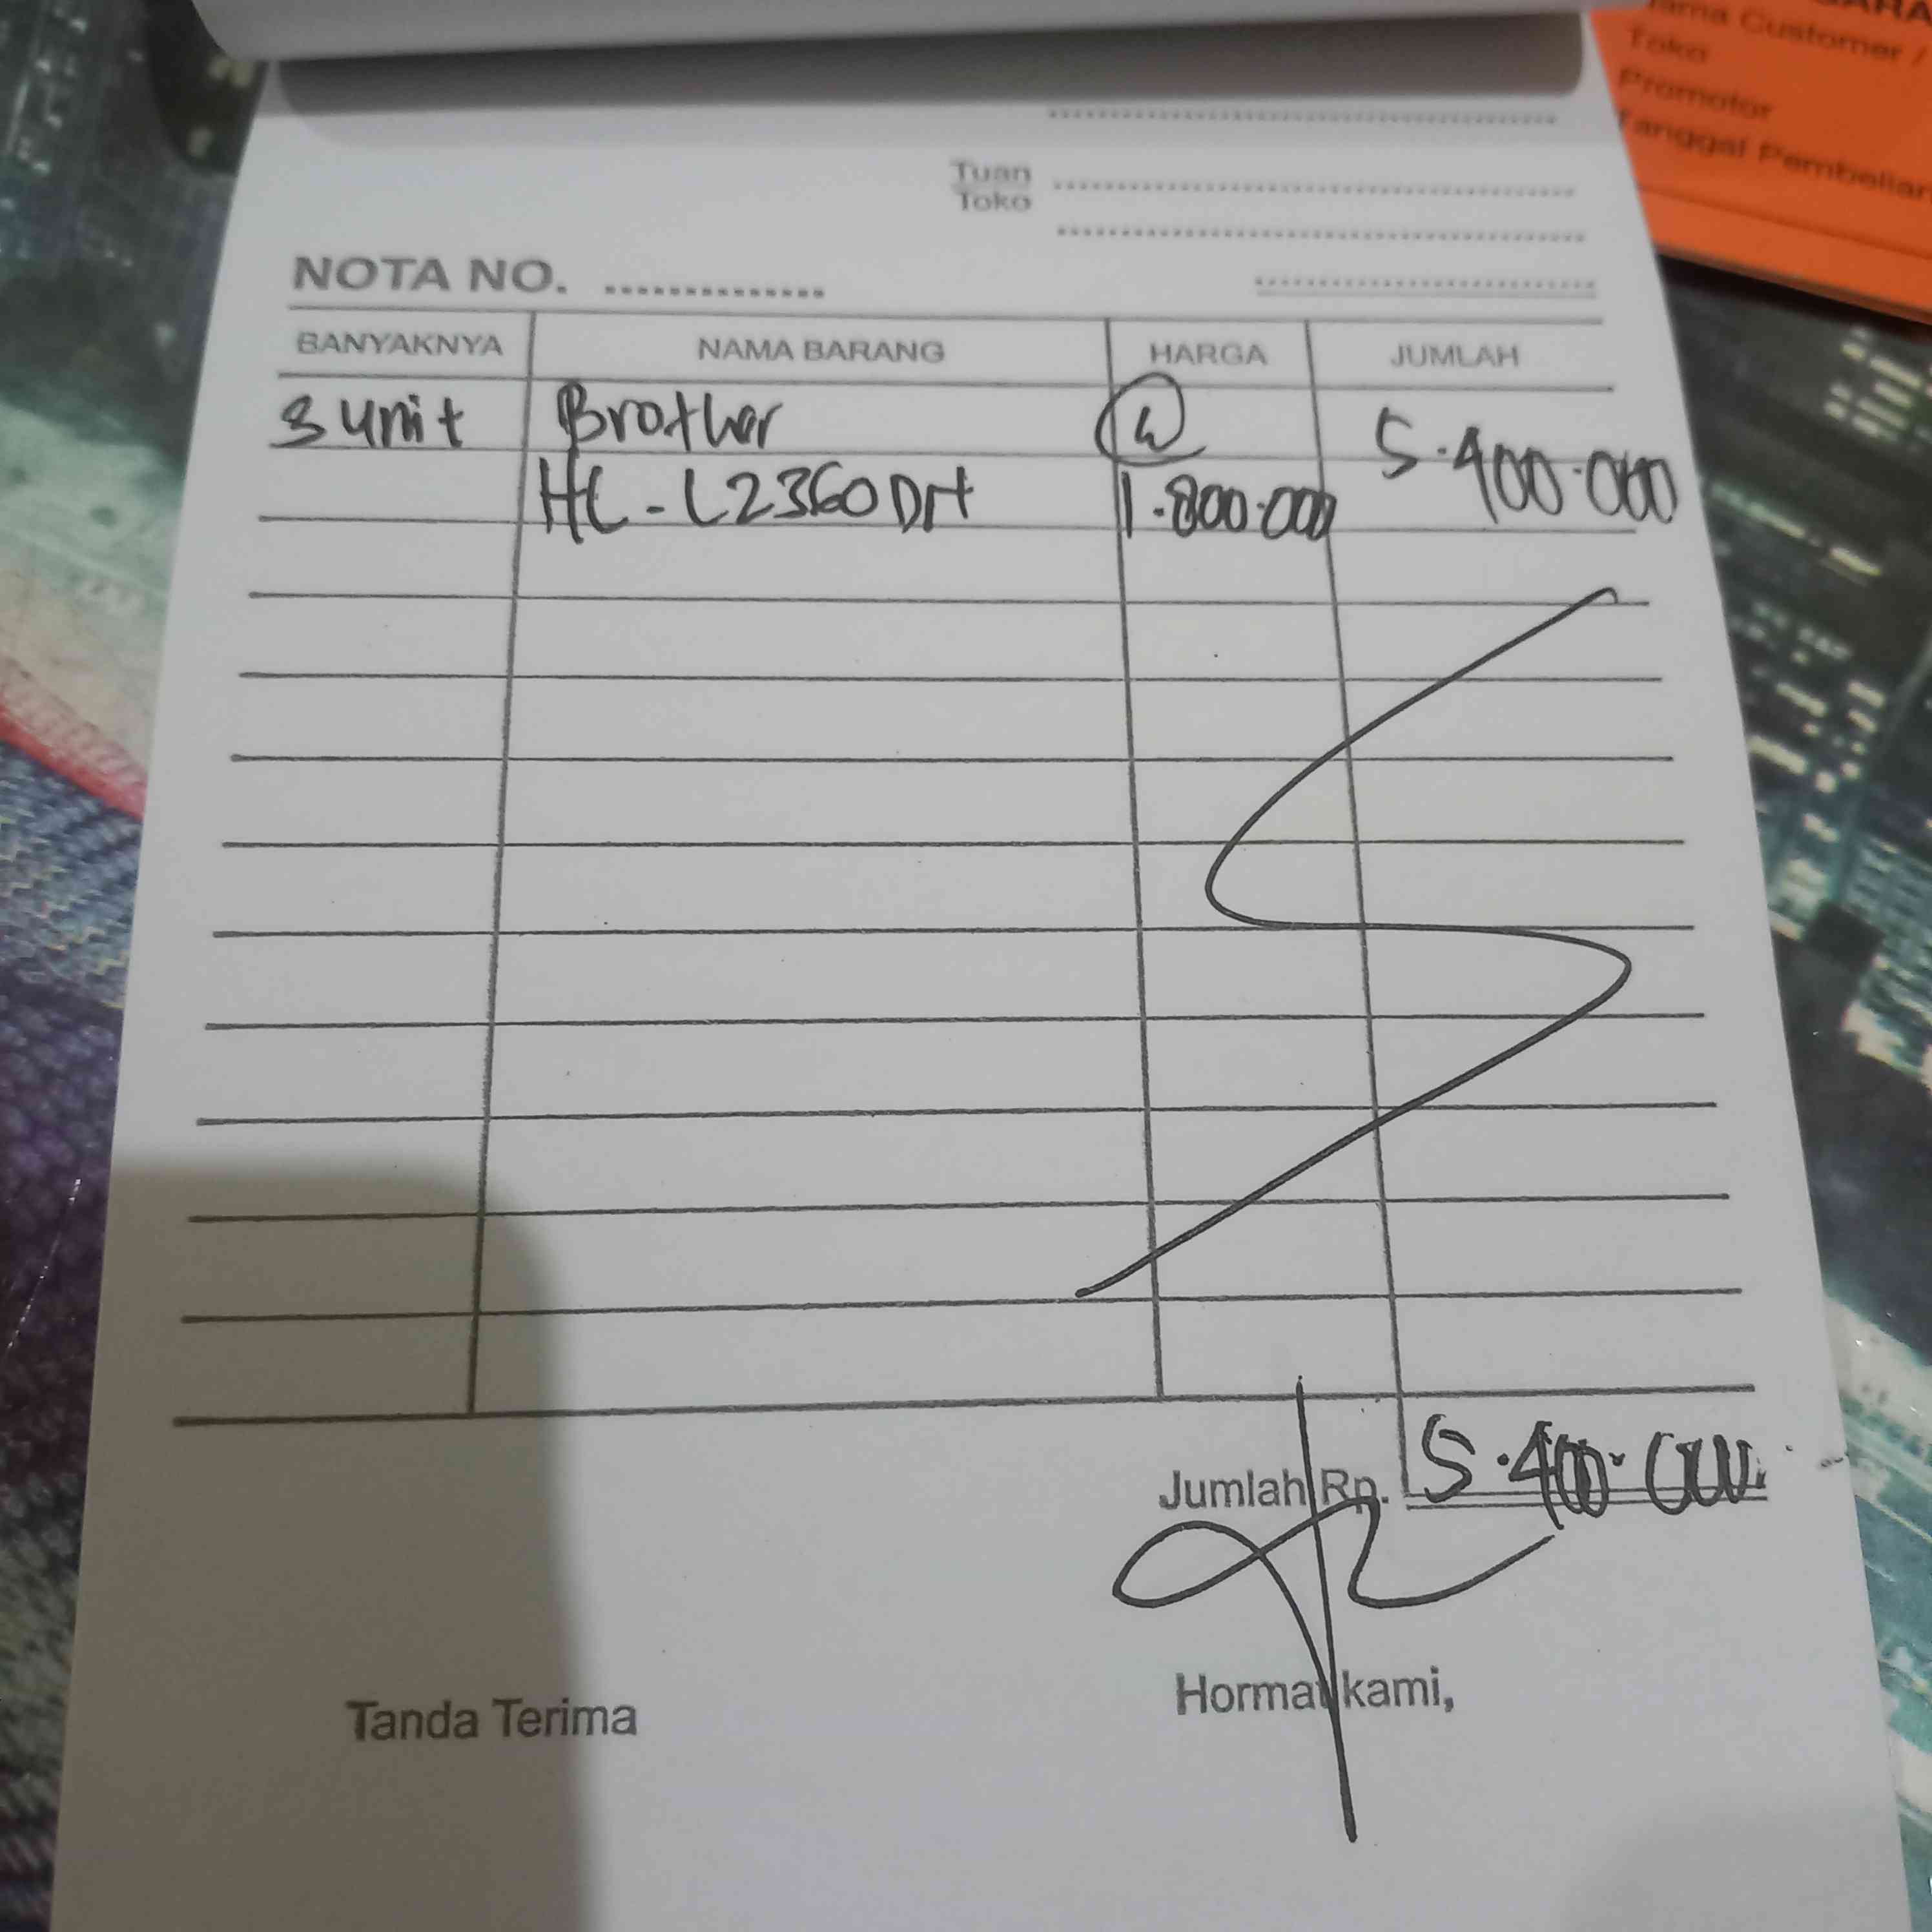 Customer /
Toko
Promotor
Tanggal Pembelian
Tuan
Toko
NOTA NO.
BANYAKNYA NAMA BARANG HARGA JUMLAH
3 unit Brother @ 5.400.000
HL-L2360DN 1.800.000
Jumlah Rp. 5.400.000
Tanda Terima Hormat kami,